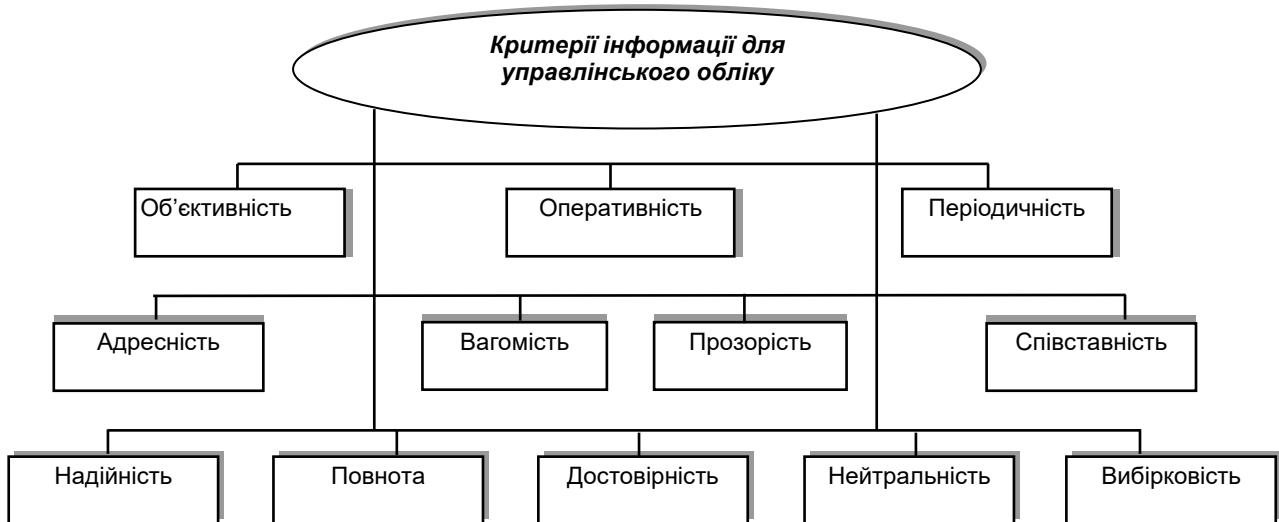 Критерії інформації для
управлінського обліку
Об’єктивність
Оперативність
Періодичність
Адресність
Вагомість
Прозорість
Співставність
Надійність
Повнота
Достовірність
Нейтральність
Вибірковість